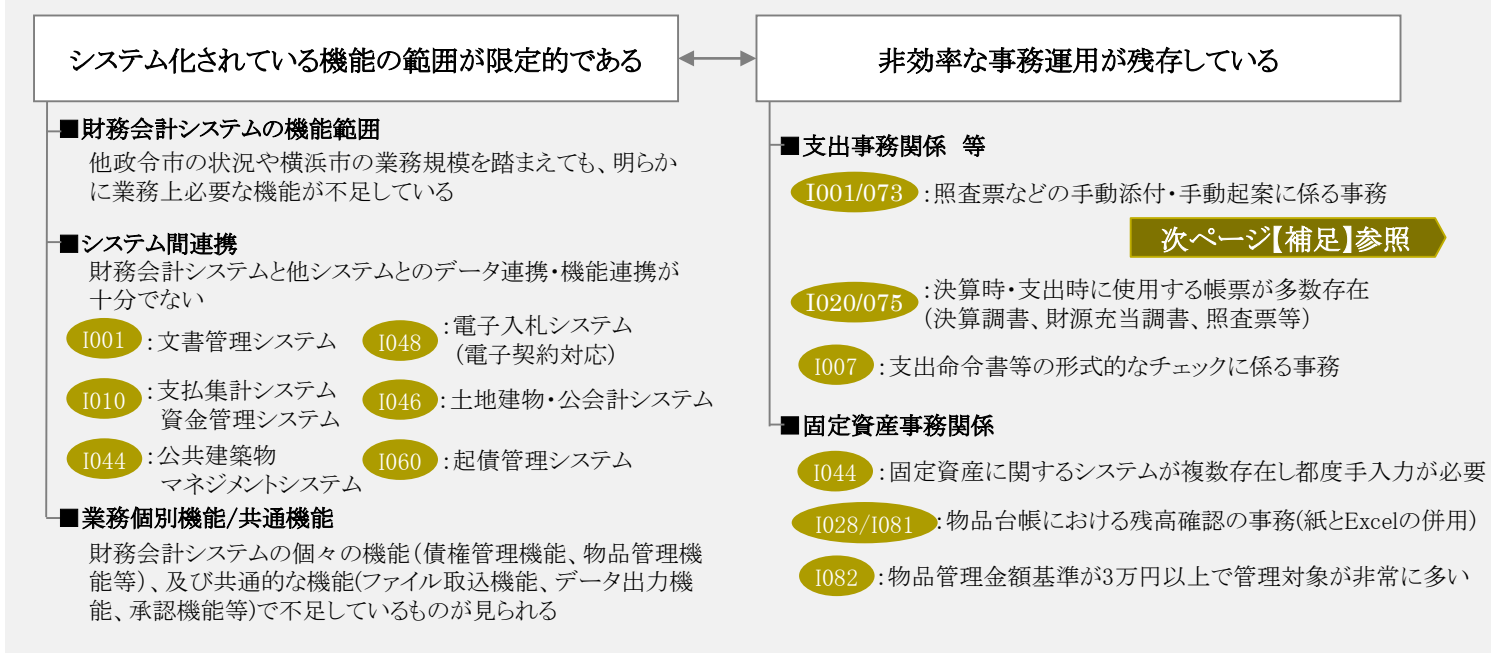 システム化されている機能の範囲が限定的である
■財務会計システムの機能範囲
他政令市の状況や横浜市の業務規模を踏まえても、明らか
に業務上必要な機能が不足している
■システム間連携
財務会計システムと他システムとのデータ連携・機能連携が
十分でない
I001 :文書管理システム
I048 :電子入札システム
(電子契約対応)
I010 :支払集計システム
資金管理システム
I046 :土地建物・公会計システム
I044 :公共建築物
マネジメントシステム
I060 :起債管理システム
■業務個別機能/共通機能
財務会計システムの個々の機能(債権管理機能、物品管理機
能等)、及び共通的な機能(ファイル取込機能、データ出力機
能、承認機能等)で不足しているものが見られる
非効率な事務運用が残存している
■支出事務関係 等
I001/073 :照査票などの手動添付・手動起案に係る事務
次ページ【補足】参照
I020/075 :決算時・支出時に使用する帳票が多数存在
(決算調書、財源充当調書、照査票等)
I007 :支出命令書等の形式的なチェックに係る事務
■固定資産事務関係
I044 :固定資産に関するシステムが複数存在し都度手入力が必要
I028/I081 :物品台帳における残高確認の事務(紙とExcelの併用)
I082 :物品管理金額基準が3万円以上で管理対象が非常に多い